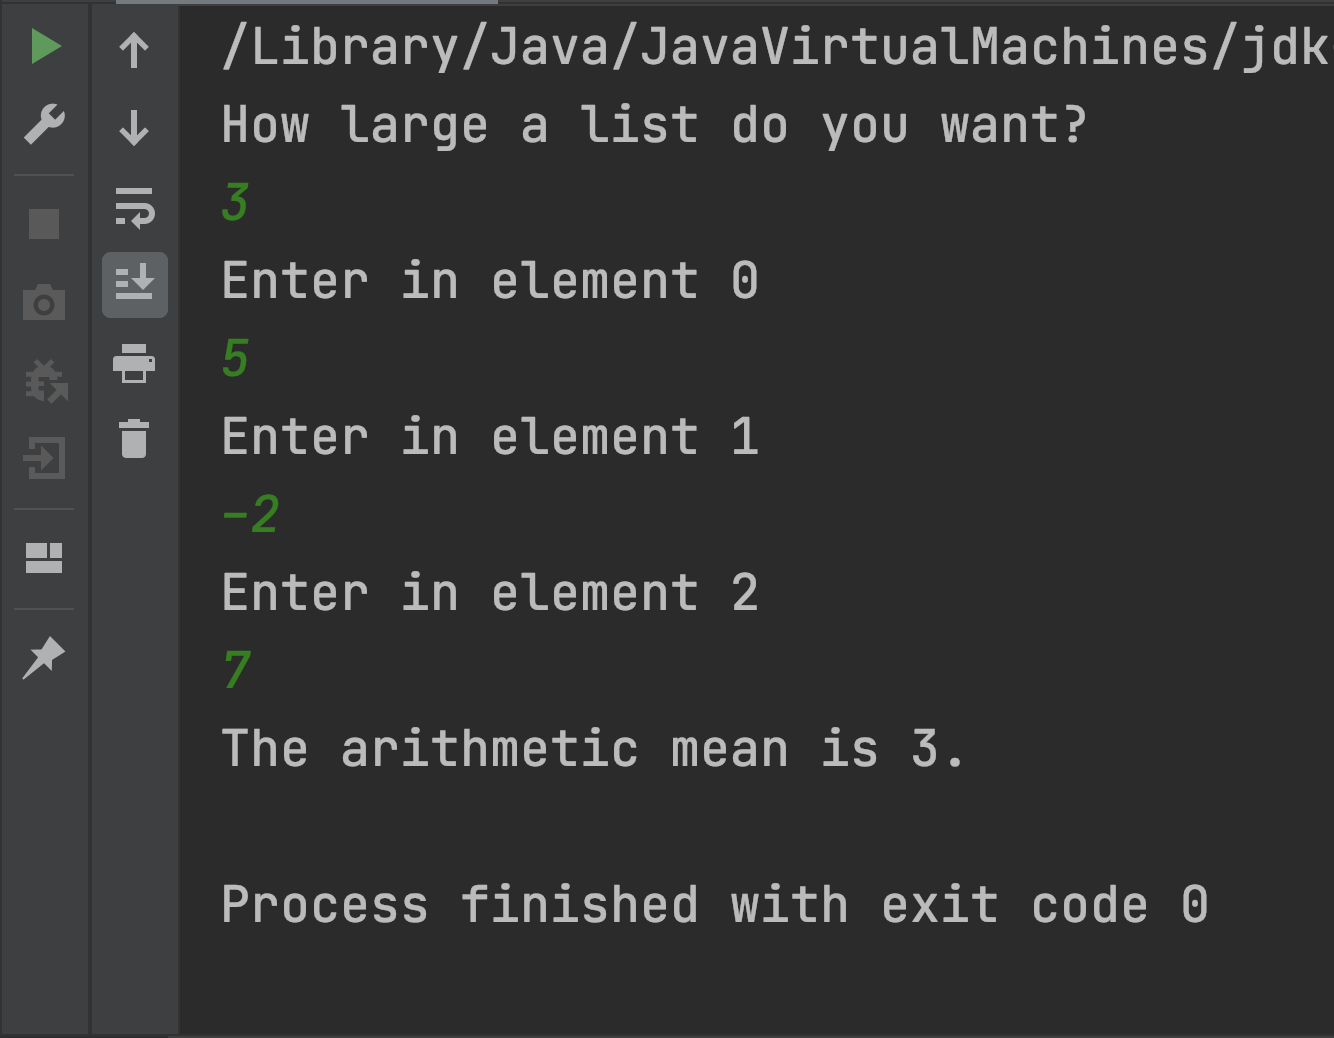 /Library/Java/JavaVirtualMachines/jdk
How large a list do you want?
3
Enter in element 0
5
Enter in element 1
-2
Enter in element 2
7
The arithmetic mean is 3.
Process finished with exit code 0